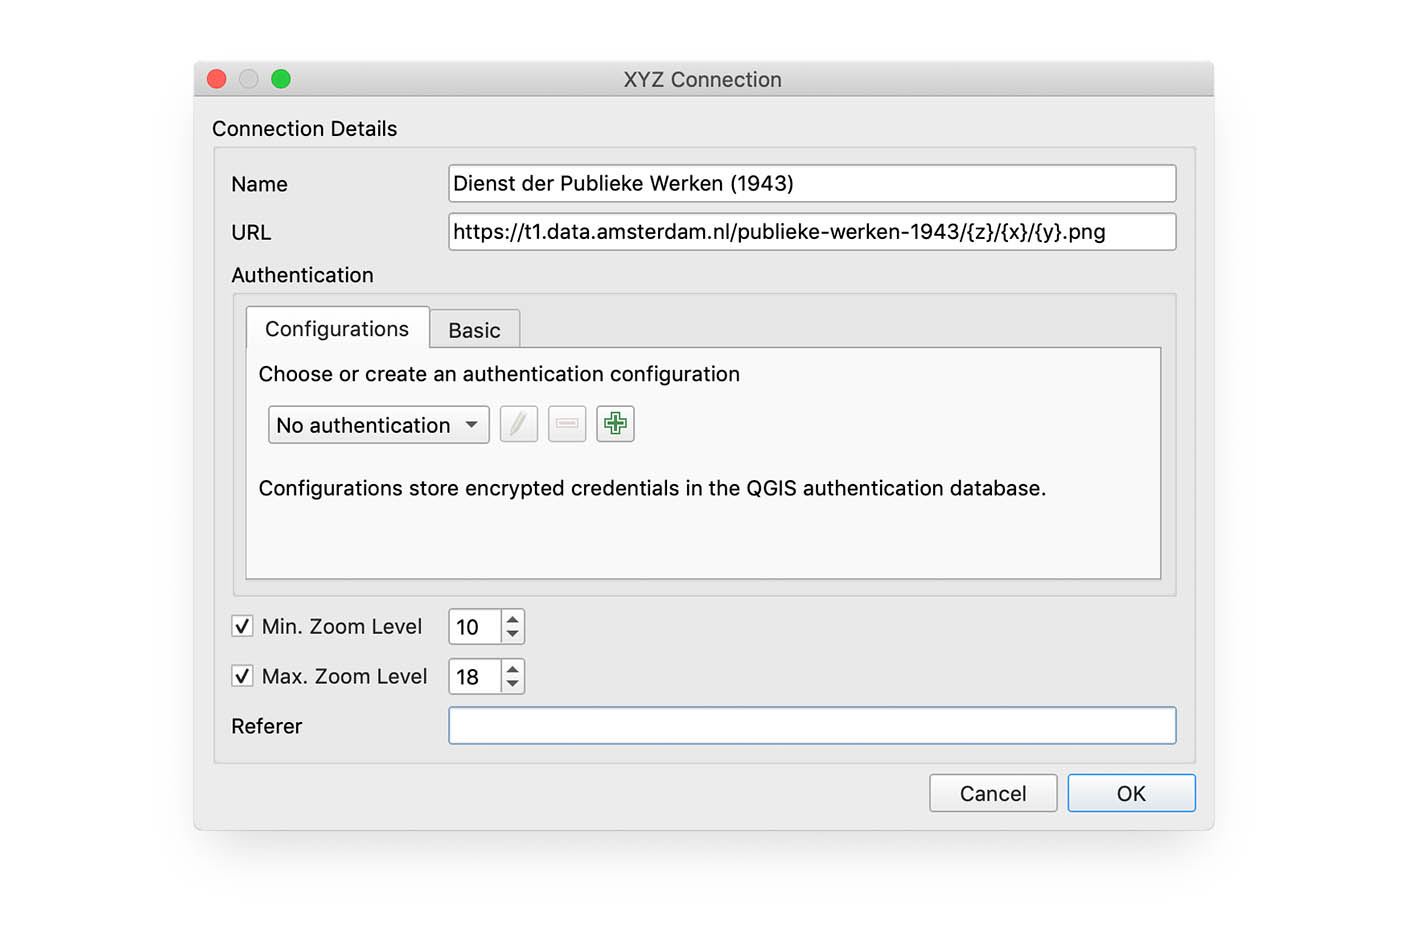 XYZ Connection
Connection Details
Name
Dienst der Publieke Werken (1943)
URL
https://t1.data.amsterdam.nl/publieke-werken-1943/{z}/{x}/{y}.png
Authentication
Configurations
Basic
Choose or create an authentication configuration
No authentication
Configurations store encrypted credentials in the QGIS authentication database.
Min. Zoom Level
10
Max. Zoom Level
18
Referer
Cancel
OK